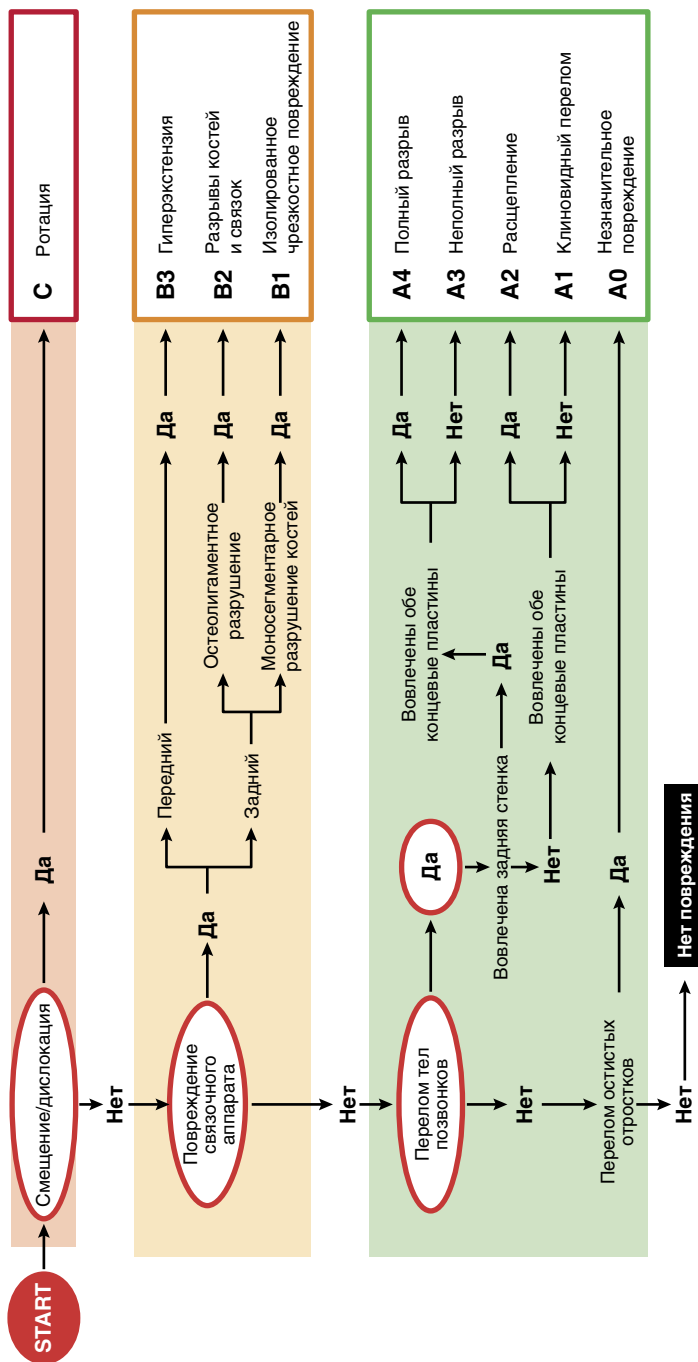 START
Смещение/дислокация
Да
C Ротация
Нет
Повреждение
связочного
аппарата
Да
Передний
Да
B3 Гиперэкстензия
Задний
Остеолигаментное
разрушение
Да
B2 Разрывы костей
и связок
Моносегментарное
разрушение костей
Да
B1 Изолированное
чрезкостное повреждение
Нет
Перелом тел
позвонков
Да
Вовлечена задняя стенка
Да
Вовлечены обе
концевые пластины
Да
A4 Полный разрыв
Нет
A3 Неполный разрыв
Нет
Вовлечены обе
концевые пластины
Да
A2 Расщепление
Нет
A1 Клиновидный перелом
Нет
Перелом остистых
отростков
Да
A0 Незначительное
повреждение
Нет
Нет повреждения